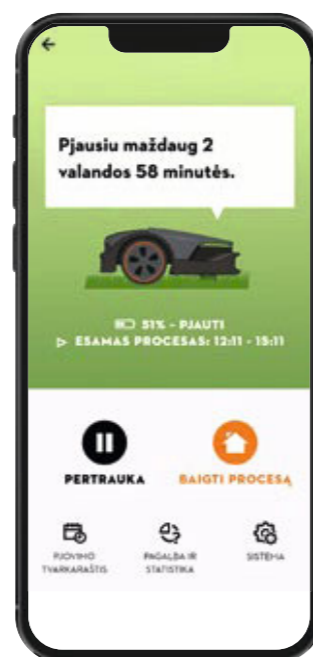 Pjausiu maždaug 2
valandos 58 minutės.
51% - PJAUTI
ESAMAS PROCESAS: 12:11 - 15:11
PERTRAUKA
BAIGTI PROCESĄ
PJOVIMO
TVARKARAŠTIS
PAGALBA IR
STATISTIKA
SISTEMA